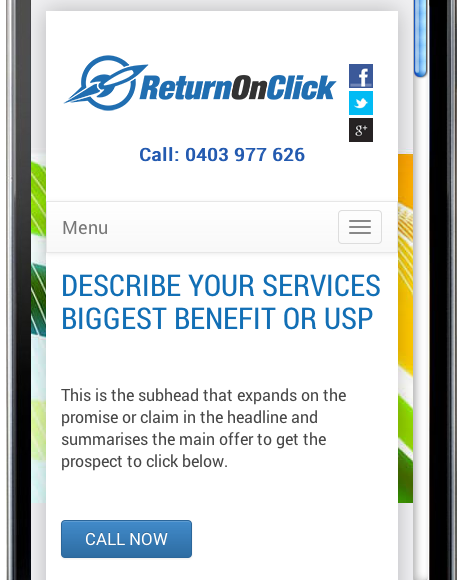 ReturnOnClick
f
g+
Call: 0403 977 626
Menu
DESCRIBE YOUR SERVICES
BIGGEST BENEFIT OR USP
This is the subhead that expands on the
promise or claim in the headline and
summarises the main offer to get the
prospect to click below.
CALL NOW